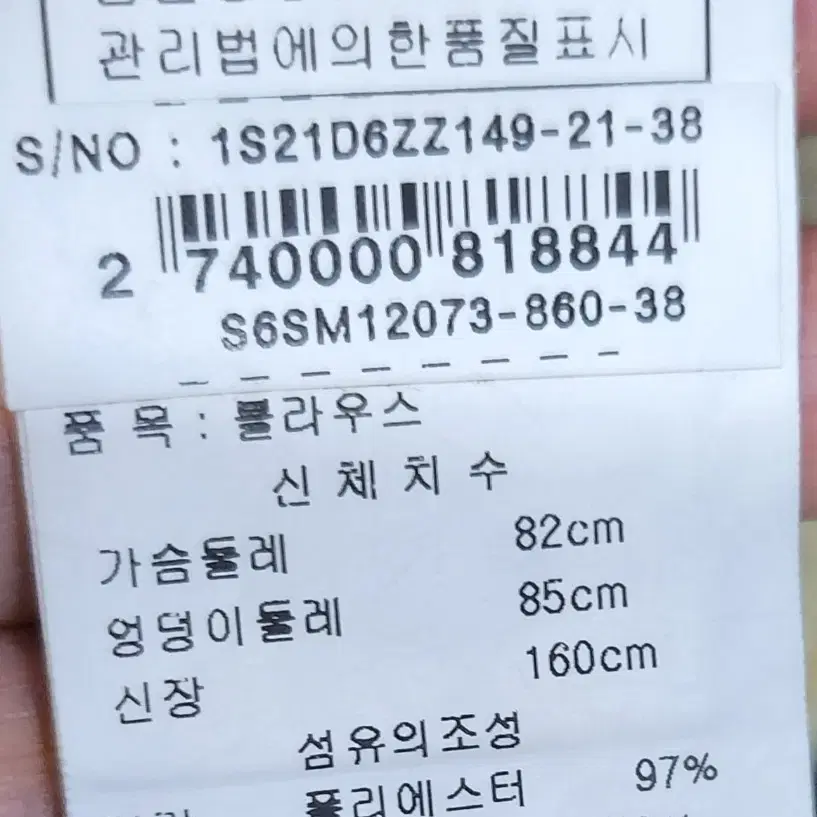 관리법에의한품질표시
S/NO : 1S21D6ZZ149-21-38
2 740000 818844
S6SM12073-860-38
품 목 : 블라우스
신 체 치 수
가슴둘레 82cm
엉덩이둘레 85cm
신장 160cm
섬유의조성
폴리에스터 97%